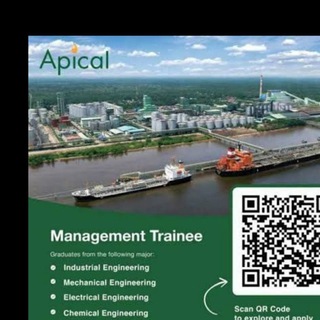 Apical
Management Trainee
Graduates from the following major:
Industrial Engineering
Mechanical Engineering
Electrical Engineering
Chemical Engineering
Scan QR Code
to explore and apply